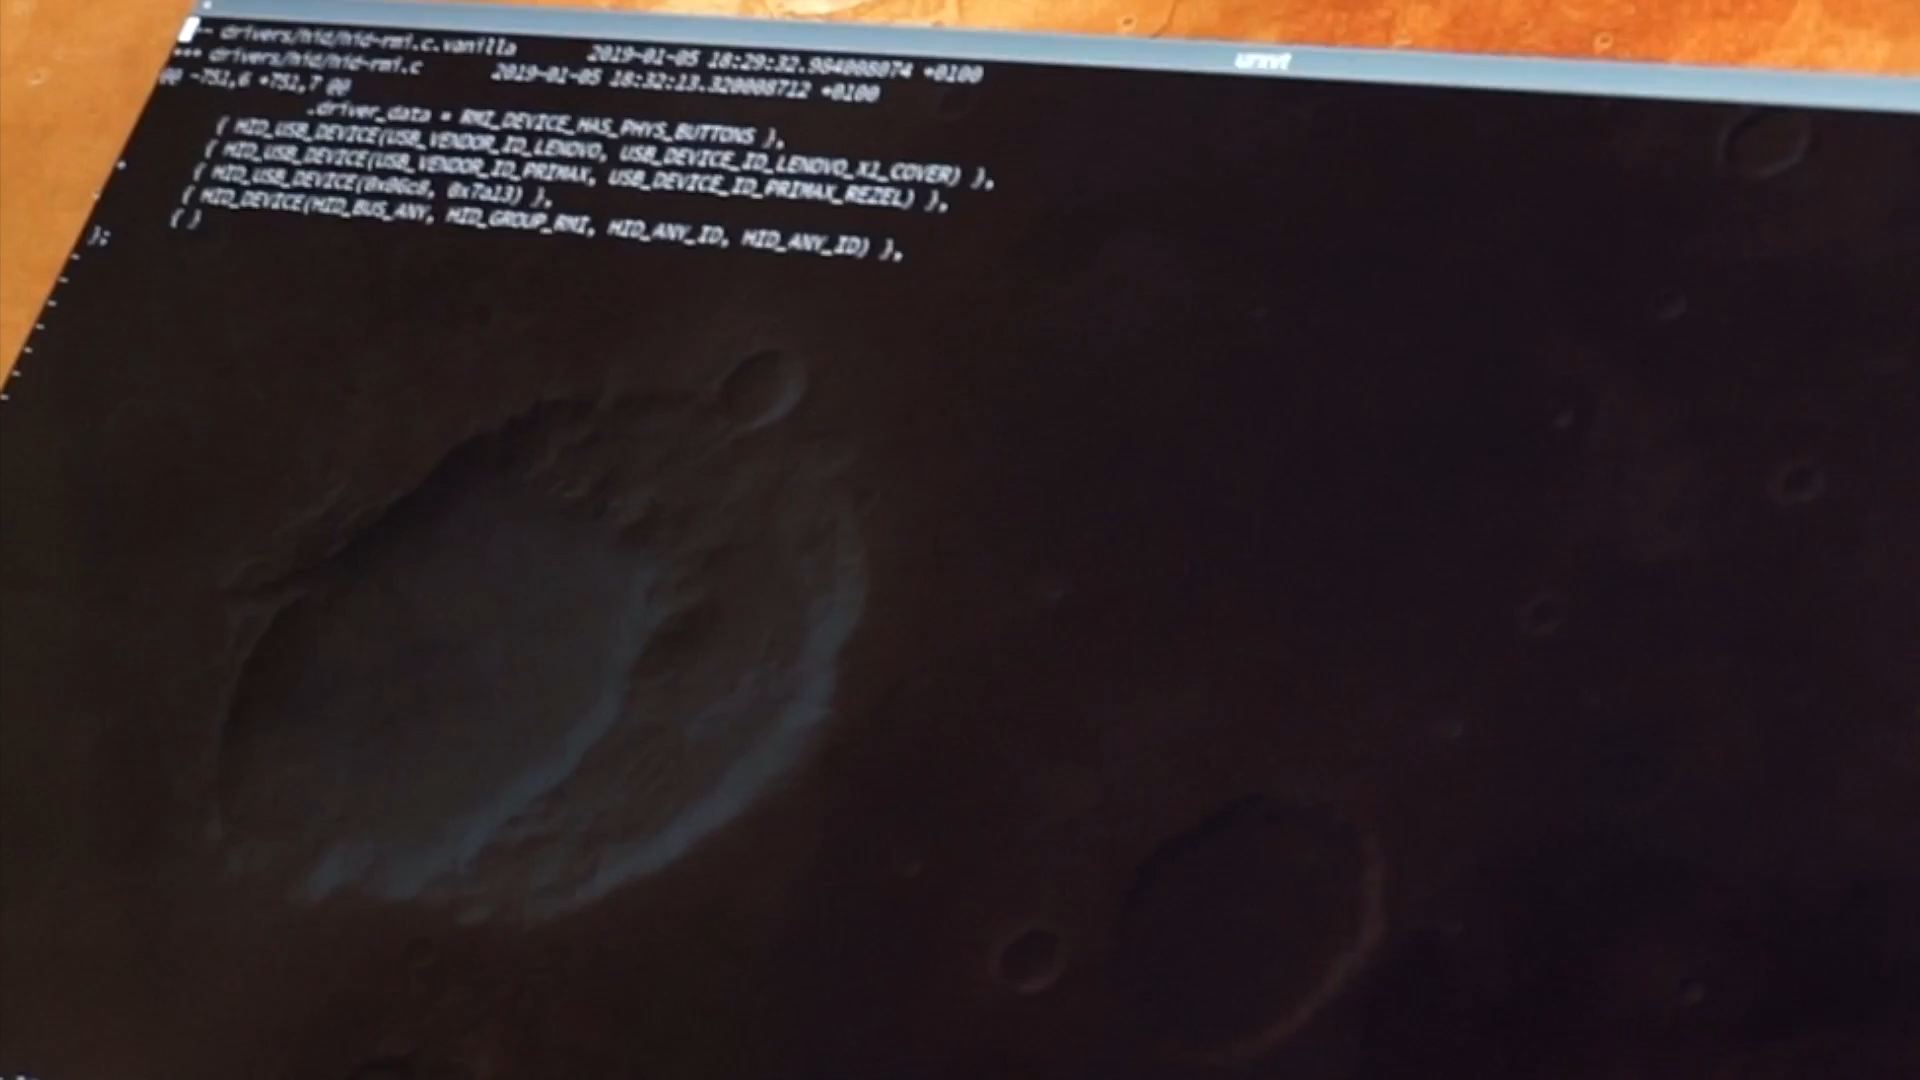 urxvt
--- drivers/hid/hid-rmi.c.vanilla 2019-01-05 18:29:32.984008074 +0100
+++ drivers/hid/hid-rmi.c 2019-01-05 18:32:13.320008712 +0100
@@ -751,6 +751,7 @@
.driver_data = RMI_DEVICE_HAS_PHYS_BUTTONS },
{ HID_USB_DEVICE(USB_VENDOR_ID_LENOVO, USB_DEVICE_ID_LENOVO_X1_COVER) },
{ HID_USB_DEVICE(USB_VENDOR_ID_PRIMAX, USB_DEVICE_ID_PRIMAX_REZEL) },
+ { HID_USB_DEVICE(0x06c8, 0x7a13) },
{ HID_DEVICE(HID_BUS_ANY, HID_GROUP_RMI, HID_ANY_ID, HID_ANY_ID) },
{ }
};
~
~
~
~
~
~
~